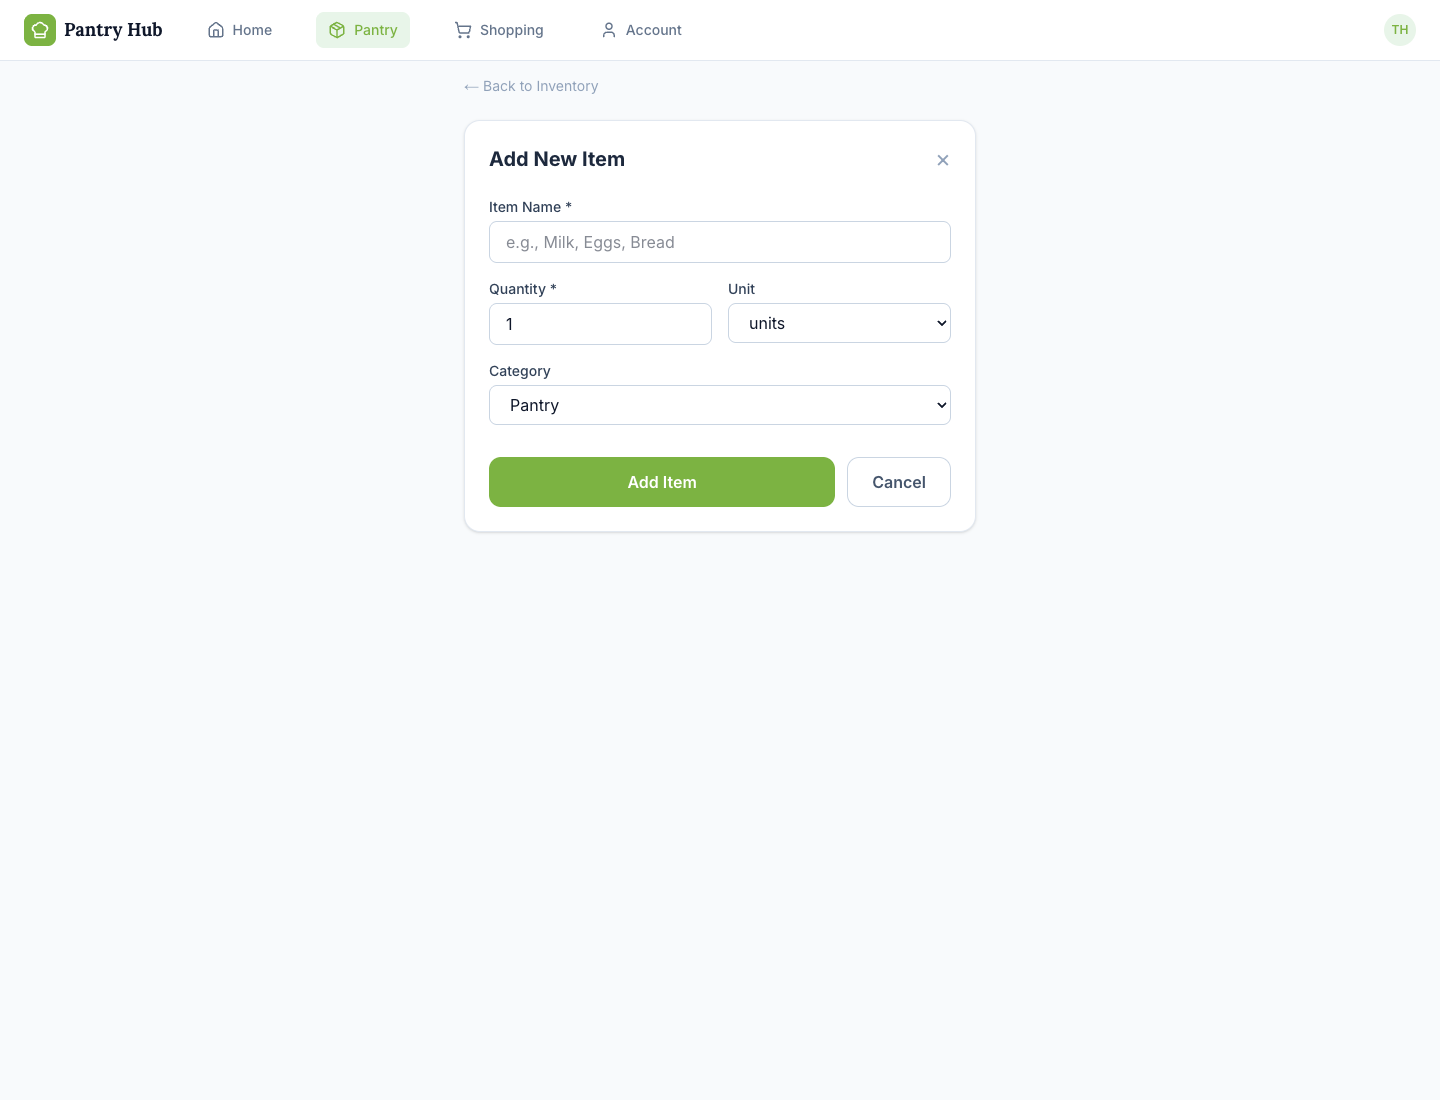 Pantry Hub
Home
Pantry
Shopping
Account
TH
← Back to Inventory
Add New Item
×
Item Name *
e.g., Milk, Eggs, Bread
Quantity *
Unit
1
units
Category
Pantry
Add Item
Cancel